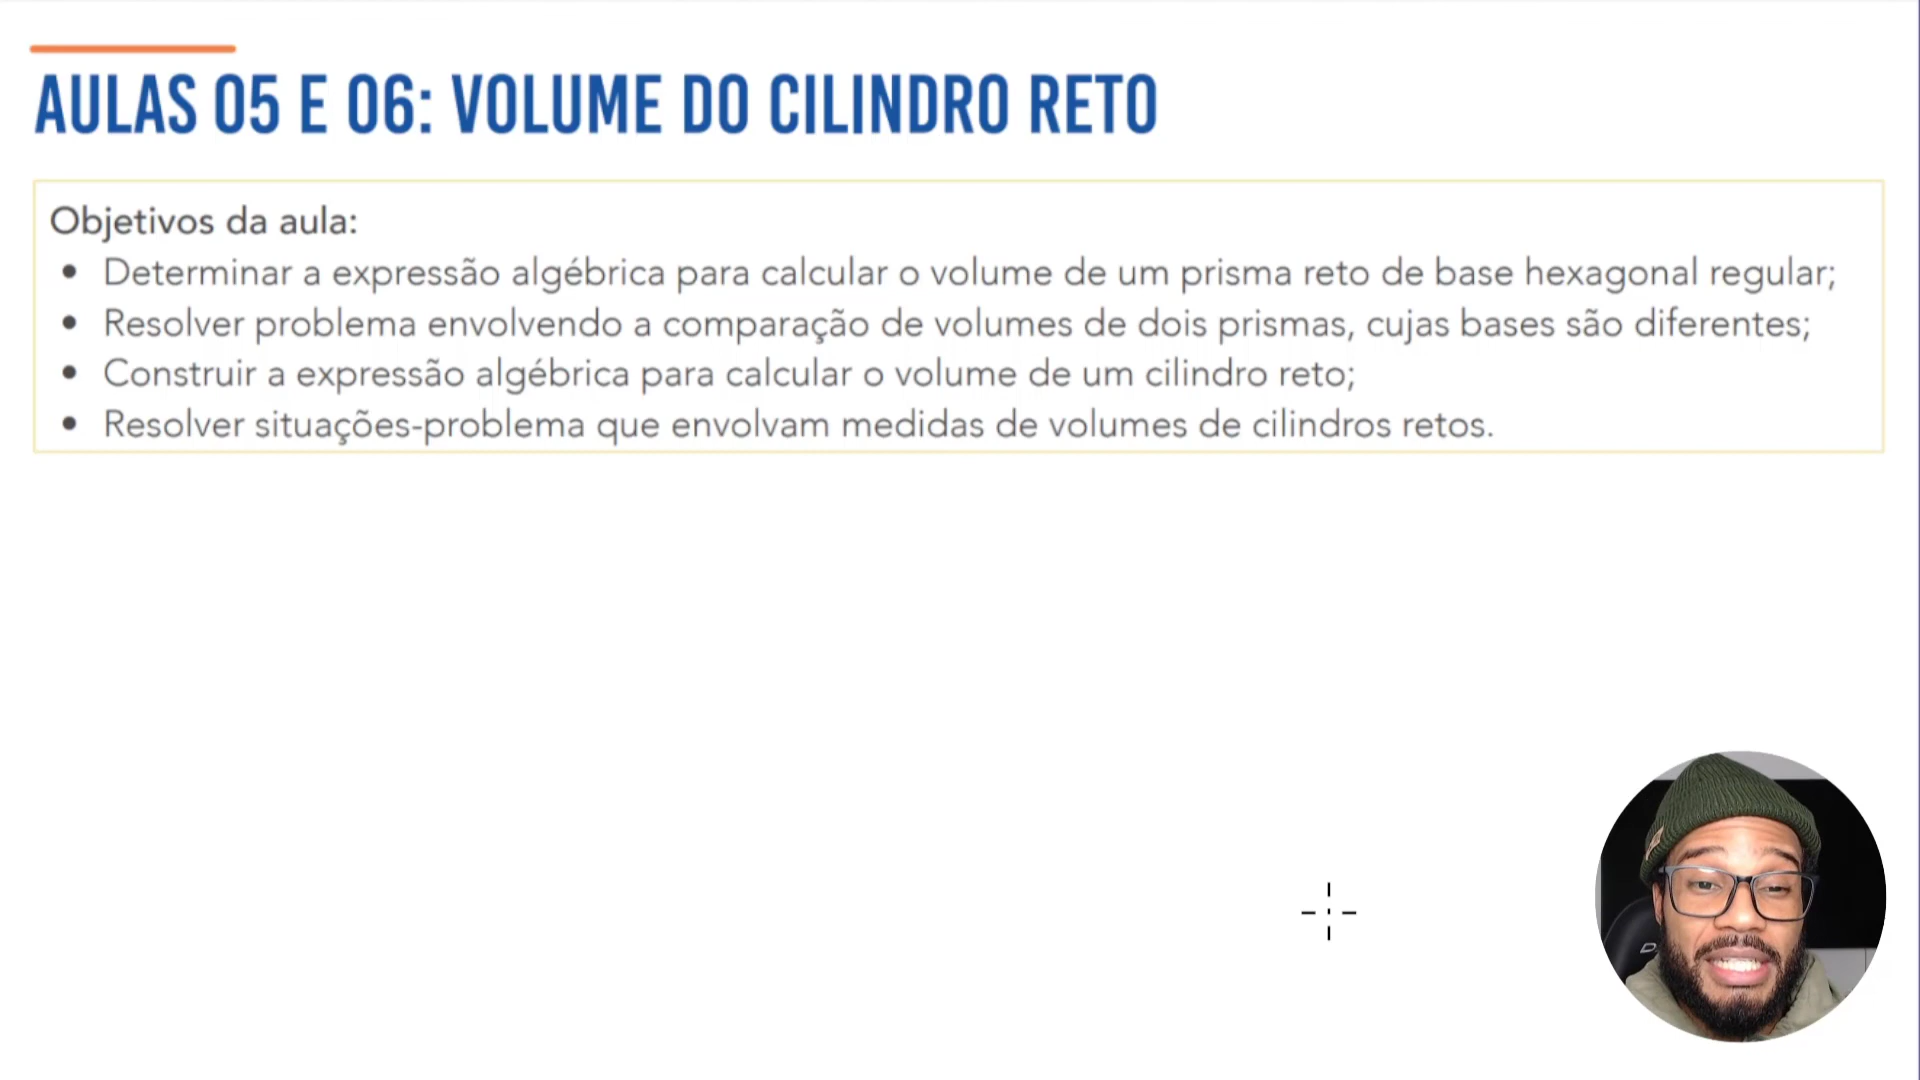 AULAS 05 E 06: VOLUME DO CILINDRO RETO
Objetivos da aula:
• Determinar a expressão algébrica para calcular o volume de um prisma reto de base hexagonal regular;
• Resolver problema envolvendo a comparação de volumes de dois prismas, cujas bases são diferentes;
• Construir a expressão algébrica para calcular o volume de um cilindro reto;
• Resolver situações-problema que envolvam medidas de volumes de cilindros retos.